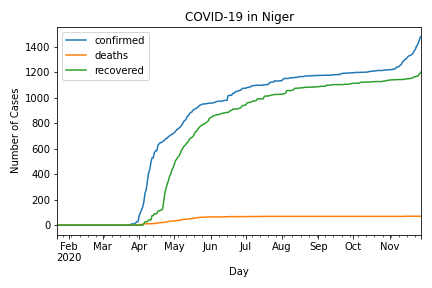 COVID-19 in Niger
confirmed
deaths
recovered
Number of Cases
1400
1200
1000
800
600
400
200
0
Feb Mar Apr May Jun Jul Aug Sep Oct Nov
2020
Day